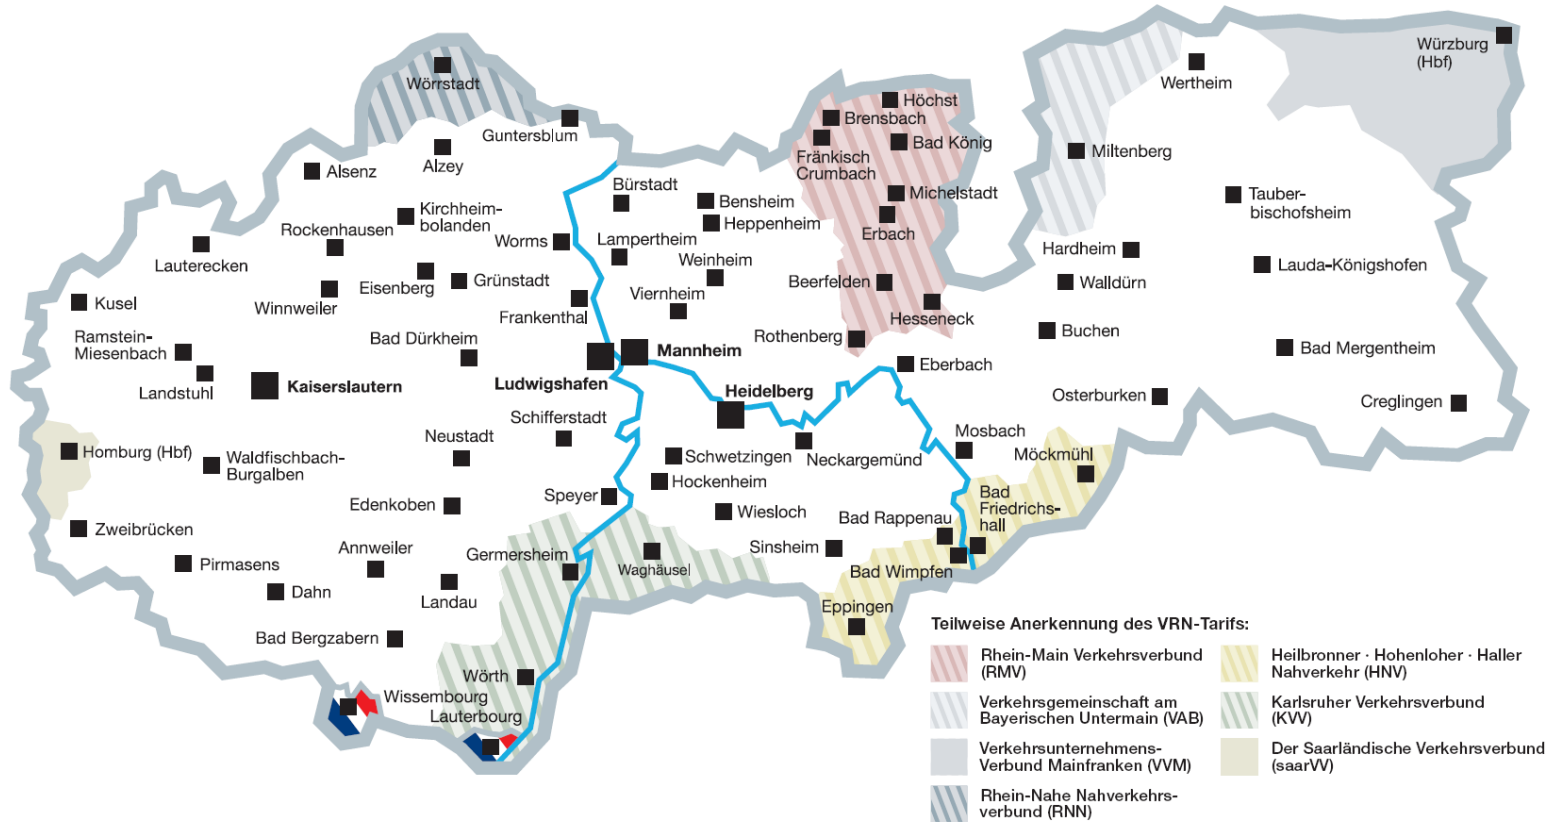 Würzburg
(Hbf)
Wörrstadt
Wertheim
Höchst
Brensbach
Guntersblum
Bad König
Fränkisch
Crumbach
Alzey
Miltenberg
Alsenz
Bürstadt
Michelstadt
Bensheim
Tauber-
bischofsheim
Kirchheim-
bolanden
Heppenheim
Rockenhausen
Erbach
Worms
Lampertheim
Hardheim
Lauterecken
Weinheim
Lauda-Königshofen
Eisenberg
Grünstadt
Beerfelden
Walldürn
Kusel
Viernheim
Winnweiler
Frankenthal
Hesseneck
Buchen
Ramstein-
Miesenbach
Bad Dürkheim
Rothenberg
Mannheim
Bad Mergentheim
Eberbach
Landstuhl
Kaiserslautern
Ludwigshafen
Heidelberg
Osterburken
Creglingen
Schifferstadt
Neustadt
Mosbach
Homburg (Hbf)
Waldfischbach-
Burgalben
Schwetzingen
Neckargemünd
Möckmühl
Hockenheim
Speyer
Bad
Friedrichs-
hall
Edenkoben
Wiesloch
Bad Rappenau
Zweibrücken
Annweiler
Germersheim
Sinsheim
Pirmasens
Waghäusel
Bad Wimpfen
Dahn
Landau
Eppingen
Bad Bergzabern
Wörth
Wissembourg
Lauterbourg
Teilweise Anerkennung des VRN-Tarifs:
Rhein-Main Verkehrsverbund
(RMV)
Verkehrsgemeinschaft am
Bayerischen Untermain (VAB)
Verkehrsunternehmens-
Verbund Mainfranken (VVM)
Rhein-Nahe Nahverkehrs-
verbund (RNN)
Heilbronner · Hohenloher · Haller
Nahverkehr (HNV)
Karlsruher Verkehrsverbund
(KVV)
Der Saarländische Verkehrsverbund
(saarVV)